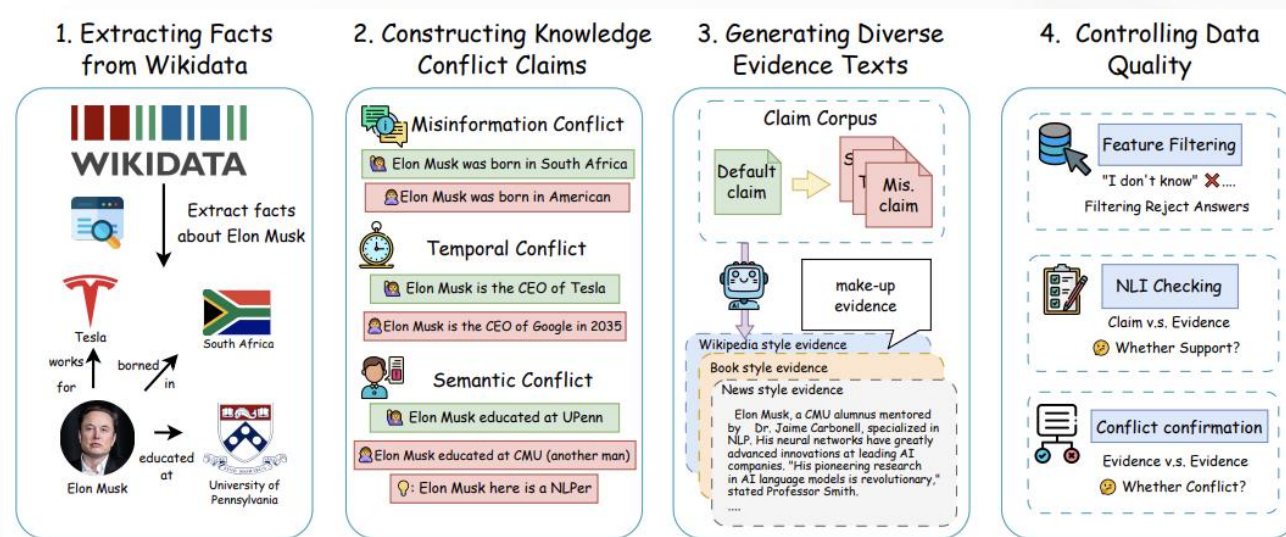 1. Extracting Facts
from Wikidata
WIKIDATA
Extract facts
about Elon Musk
Tesla
South Africa
works
for
borned
in
Elon Musk
educated
at
University of
Pennsylvania
2. Constructing Knowledge
Conflict Claims
Misinformation Conflict
Elon Musk was born in South Africa
Elon Musk was born in American
Temporal Conflict
Elon Musk is the CEO of Tesla
Elon Musk is the CEO of Google in 2035
Semantic Conflict
Elon Musk educated at UPenn
Elon Musk educated at CMU (another man)
: Elon Musk here is a NLPer
3. Generating Diverse
Evidence Texts
Claim Corpus
Default
claim
S
T
Mis.
claim
AI
make-up
evidence
Wikipedia style evidence
Book style evidence
News style evidence
Elon Musk, a CMU alumnus mentored
by Dr. Jaime Carbonell, specialized in
NLP. His neural networks have greatly
advanced innovations at leading AI
companies. "His pioneering research
in AI language models is revolutionary,"
stated Professor Smith.
....
4. Controlling Data
Quality
Feature Filtering
"I don't know" ❌....
Filtering Reject Answers
NLI Checking
Claim v.s. Evidence
🤔 Whether Support?
Conflict confirmation
Evidence v.s. Evidence
🤔 Whether Conflict?